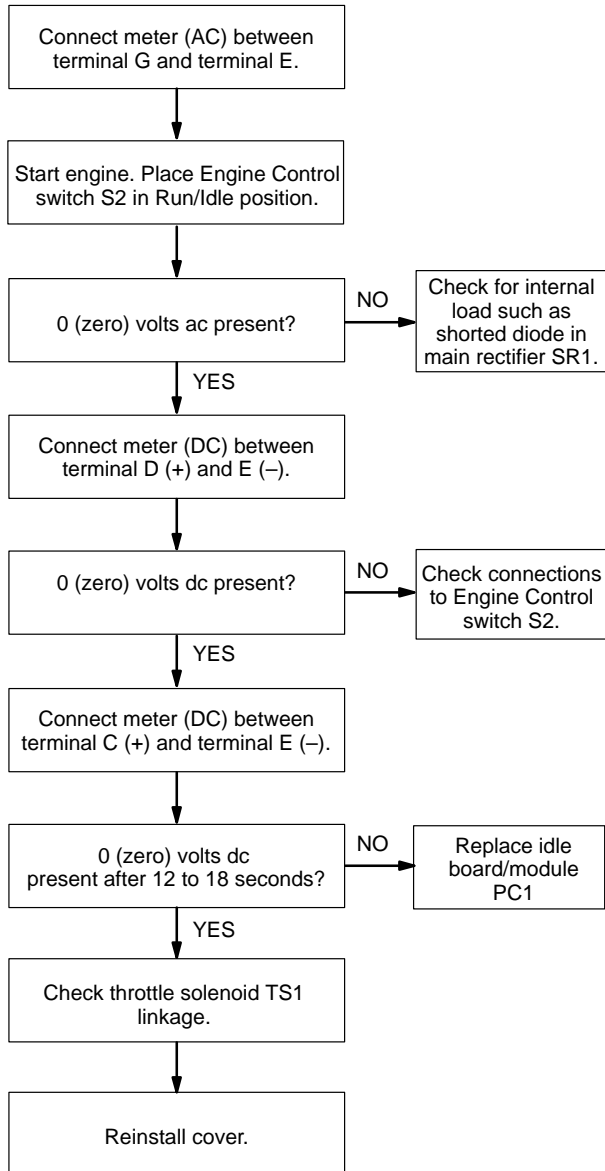 Connect meter (AC) between
terminal G and terminal E.
Start engine. Place Engine Control
switch S2 in Run/Idle position.
0 (zero) volts ac present?
NO
Check for internal
load such as
shorted diode in
main rectifier SR1.
YES
Connect meter (DC) between
terminal D (+) and E (–).
0 (zero) volts dc present?
NO
Check connections
to Engine Control
switch S2.
YES
Connect meter (DC) between
terminal C (+) and terminal E (–).
0 (zero) volts dc
present after 12 to 18 seconds?
NO
Replace idle
board/module
PC1
YES
Check throttle solenoid TS1
linkage.
Reinstall cover.